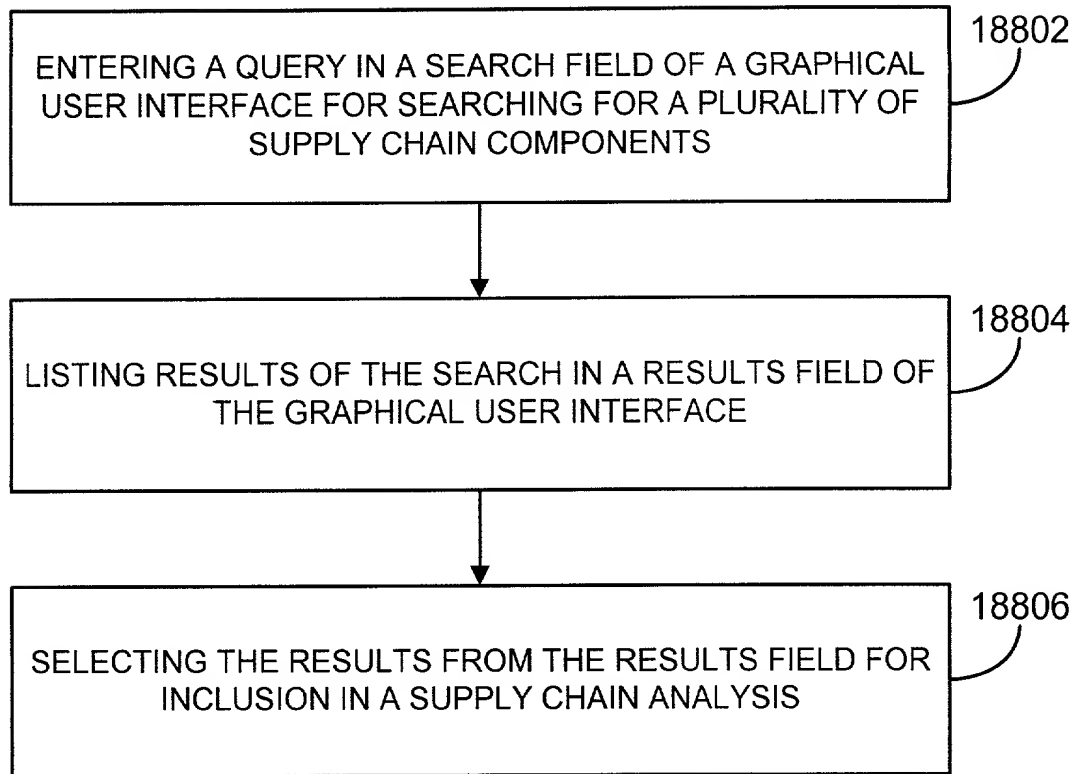 18802
ENTERING A QUERY IN A SEARCH FIELD OF A GRAPHICAL
USER INTERFACE FOR SEARCHING FOR A PLURALITY OF
SUPPLY CHAIN COMPONENTS
18804
LISTING RESULTS OF THE SEARCH IN A RESULTS FIELD OF
THE GRAPHICAL USER INTERFACE
18806
SELECTING THE RESULTS FROM THE RESULTS FIELD FOR
INCLUSION IN A SUPPLY CHAIN ANALYSIS